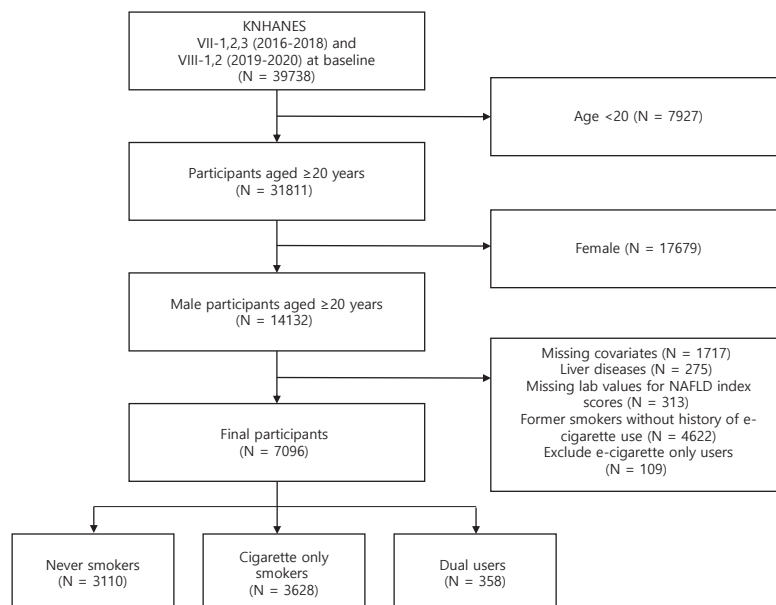 KNHANES
VII-1,2,3 (2016-2018) and
VIII-1,2 (2019-2020) at baseline
(N = 39738)
Age <20 (N = 7927)
Participants aged ≥20 years
(N = 31811)
Female (N = 17679)
Male participants aged ≥20 years
(N = 14132)
Missing covariates (N = 1717)
Liver diseases (N = 275)
Missing lab values for NAFLD index
scores (N = 313)
Former smokers without history of e-
cigarette use (N = 4622)
Exclude e-cigarette only users
(N = 109)
Final participants
(N = 7096)
Never smokers
(N = 3110)
Cigarette only
smokers
(N = 3628)
Dual users
(N = 358)